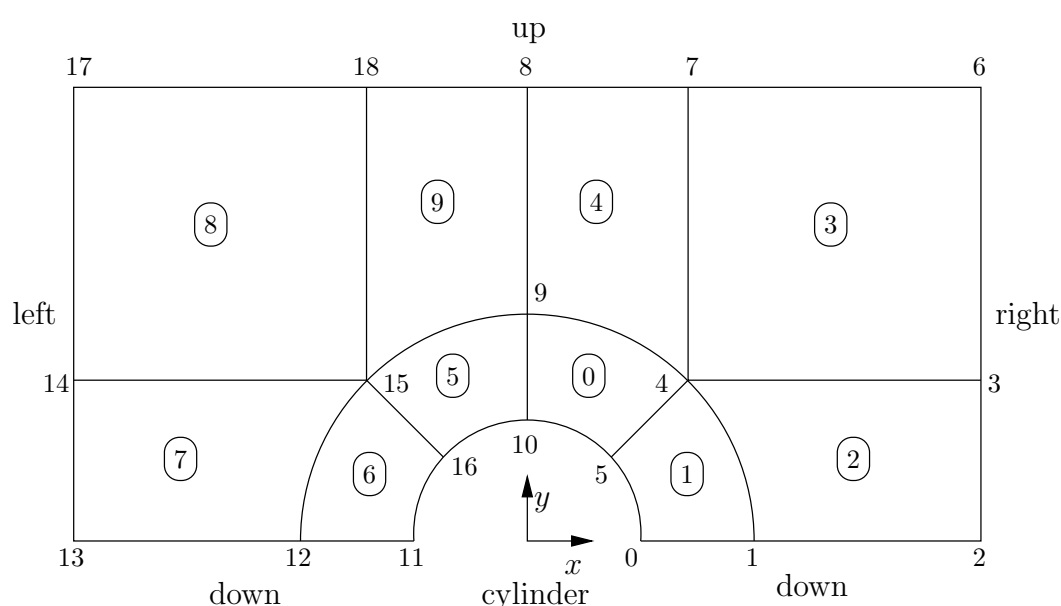 up
17 18 8 7 6
9 4
8 3
9
left right
14 15 5 0 4 3
7 6 16 10 5 1 2
y
13 12 11 x 0 1 2
down cylinder down